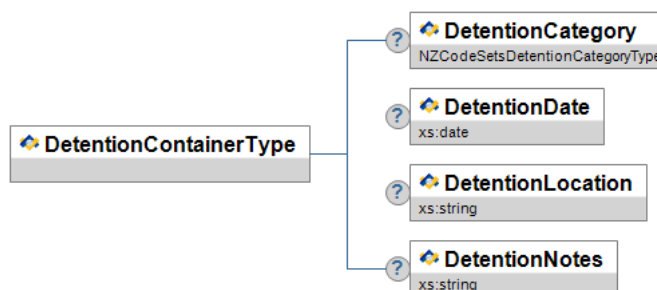 ?
DetentionCategory
NZCodeSetsDetentionCategoryType
?
DetentionDate
xs:date
DetentionContainerType
?
DetentionLocation
xs:string
?
DetentionNotes
xs:string